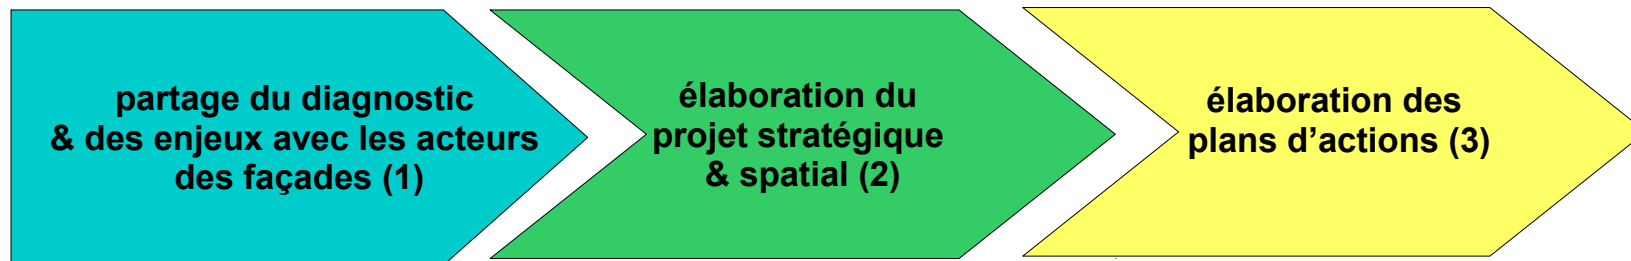 partage du diagnostic
& des enjeux avec les acteurs
des façades (1)
élaboration du
projet stratégique
& spatial (2)
élaboration des
plans d’actions (3)